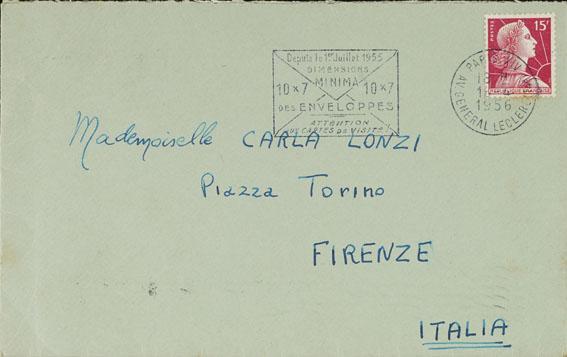 Depuis le 1er Juillet 1955
DIMENSIONS
MINIMA
10 x 7 10 x 7
DES ENVELOPPES
ATTENTION
AUX CARTES DE VISITE!
15F
POSTES
PARIS XIV
1956
AV. GENERAL LECLERC
Mademoiselle CARLA LONZI
Piazza Torino
FIRENZE
ITALIA